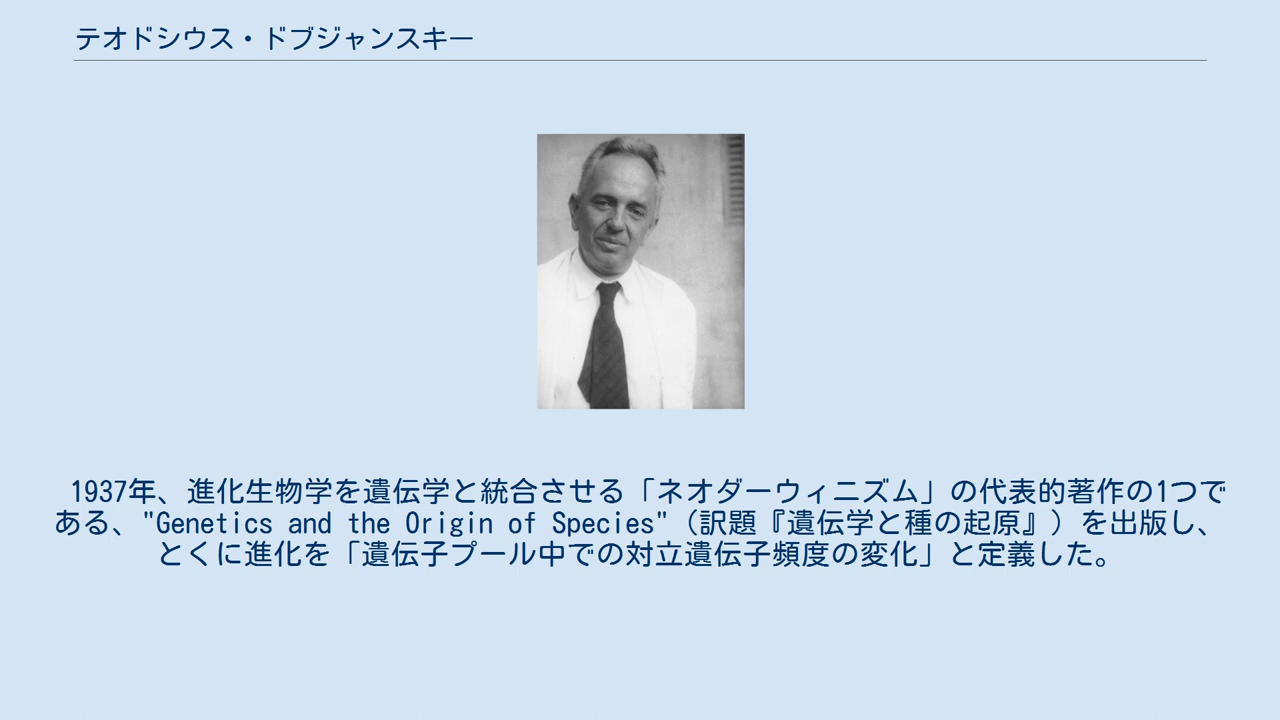 テオドシウス・ドブジャンスキー
1937年、進化生物学を遺伝学と統合させる「ネオダーウィニズム」の代表的著作の1つで
ある、"Genetics and the Origin of Species"（訳題『遺伝学と種の起原』）を出版し、
とくに進化を「遺伝子プール中での対立遺伝子頻度の変化」と定義した。